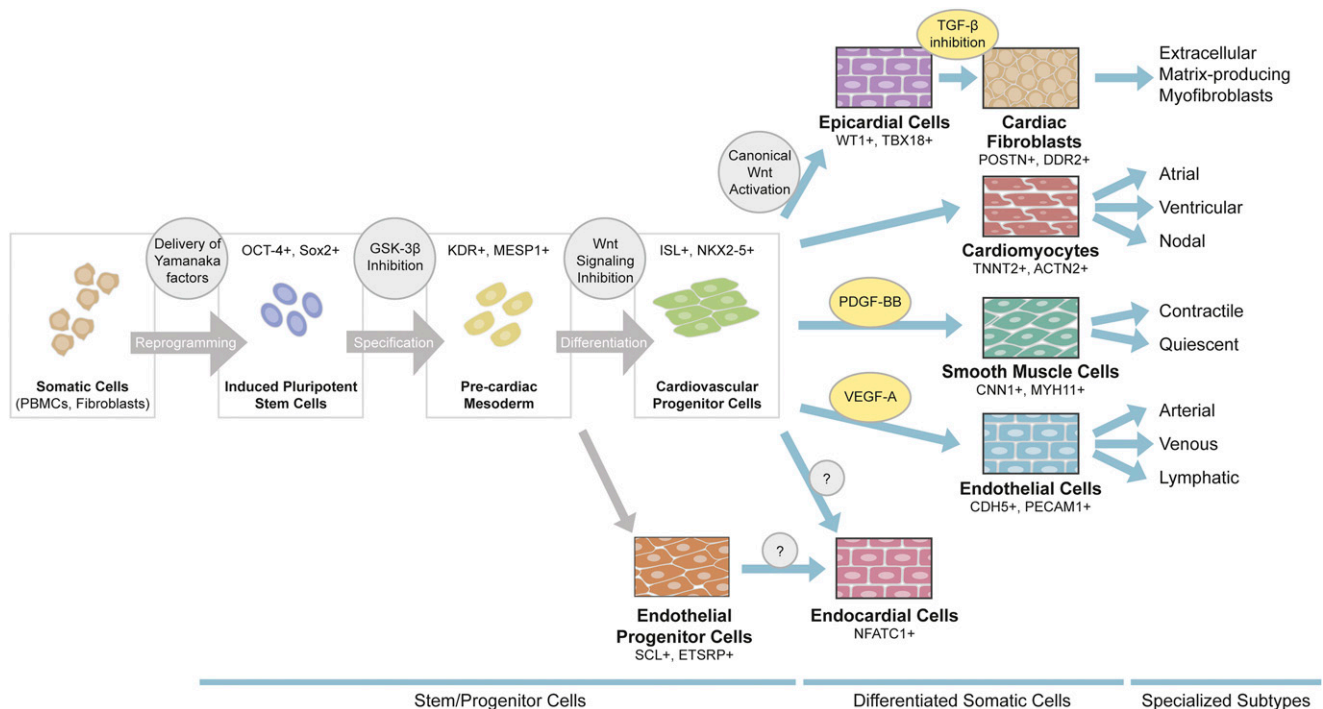 TGF-β
inhibition
Extracellular
Matrix-producing
Myofibroblasts
Epicardial Cells
WT1+, TBX18+
Cardiac
Fibroblasts
POSTN+, DDR2+
Canonical
Wnt
Activation
Atrial
Ventricular
Nodal
Cardiomyocytes
TNNT2+, ACTN2+
Delivery of
Yamanaka
factors
OCT-4+, Sox2+
GSK-3β
Inhibition
KDR+, MESP1+
Wnt
Signaling
Inhibition
ISL+, NKX2-5+
Reprogramming
Specification
Differentiation
Somatic Cells
(PBMCs, Fibroblasts)
Induced Pluripotent
Stem Cells
Pre-cardiac
Mesoderm
Cardiovascular
Progenitor Cells
PDGF-BB
Contractile
Quiescent
Smooth Muscle Cells
CNN1+, MYH11+
VEGF-A
Arterial
Venous
Lymphatic
Endothelial Cells
CDH5+, PECAM1+
?
?
Endothelial
Progenitor Cells
SCL+, ETSRP+
Endocardial Cells
NFATC1+
Stem/Progenitor Cells
Differentiated Somatic Cells
Specialized Subtypes